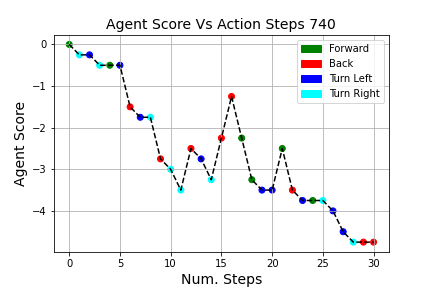 Agent Score Vs Action Steps 740
Agent Score
0
−1
−2
−3
−4
Forward
Back
Turn Left
Turn Right
0 5 10 15 20 25 30
Num. Steps